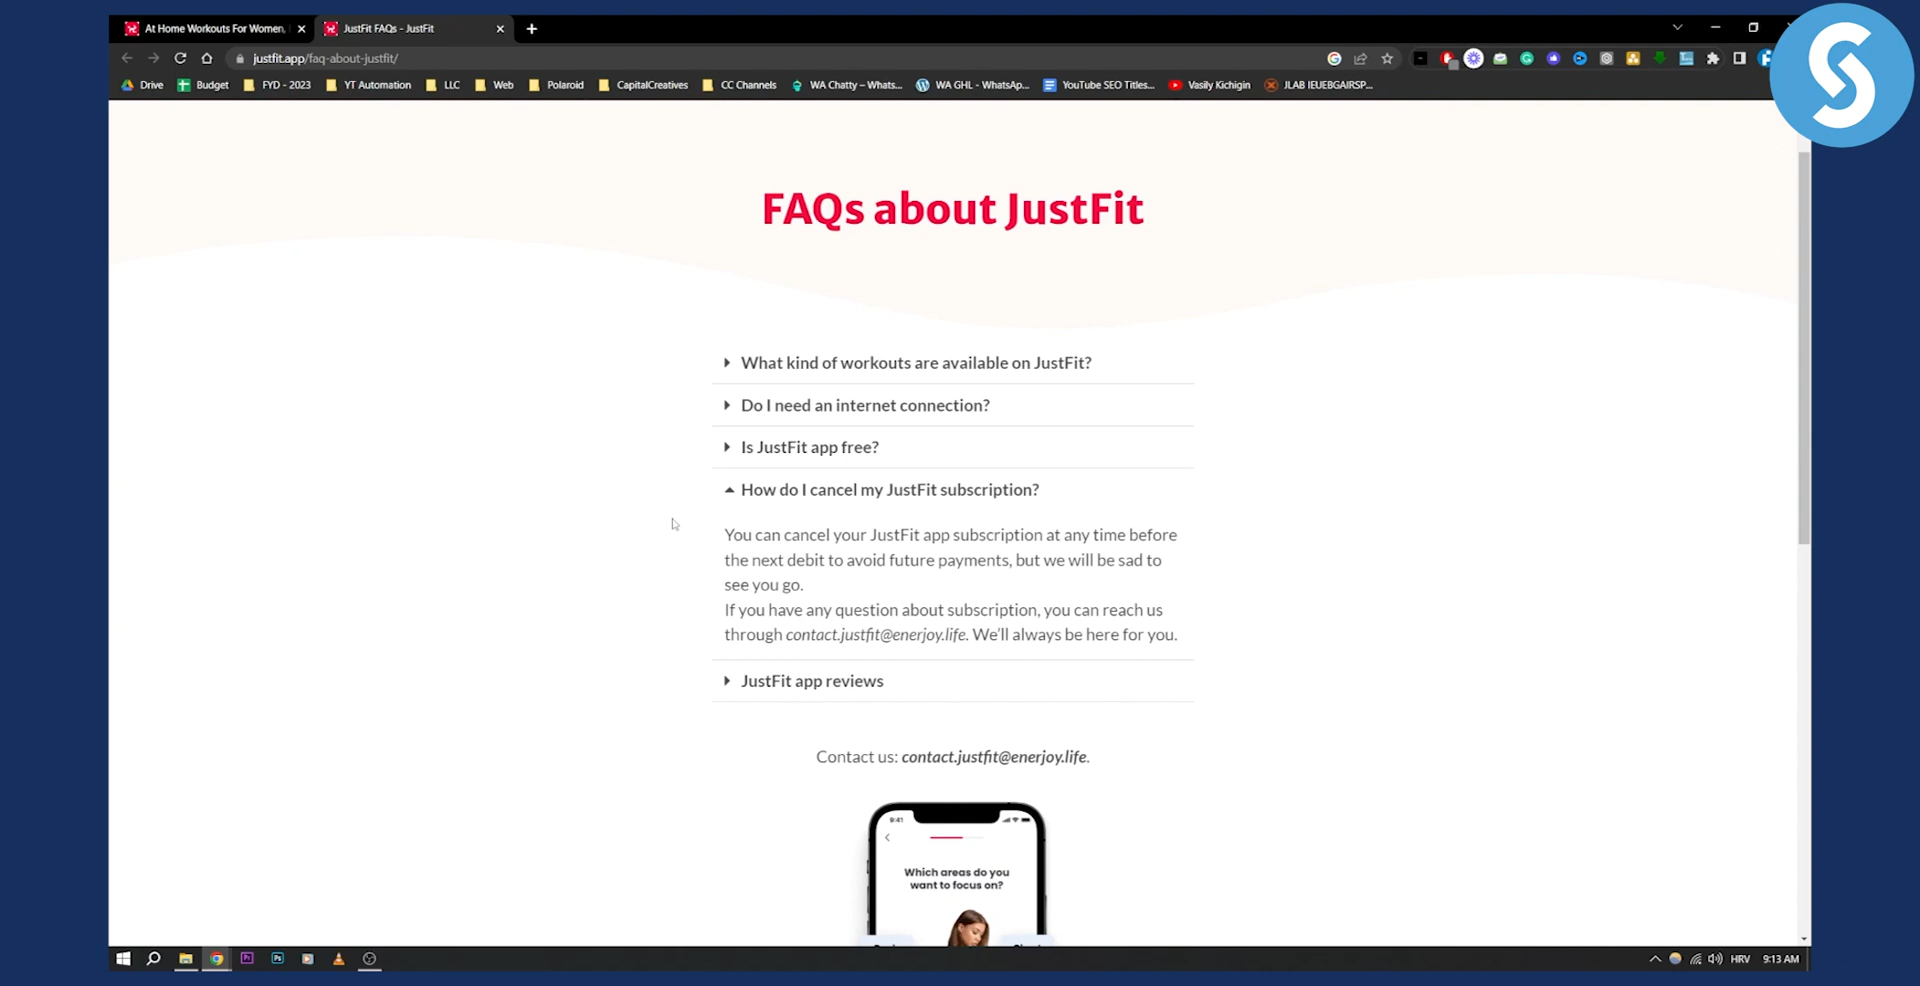 At Home Workouts For Women,
JustFit FAQs - JustFit
justfit.app/faq-about-justfit/
Drive
Budget
FYD - 2023
YT Automation
LLC
Web
Polaroid
CapitalCreatives
CC Channels
WA Chatty – Whats...
WA GHL - WhatsAp...
YouTube SEO Titles...
Vasily Kichigin
JLAB IEUEBGAIRSP...
FAQs about JustFit
What kind of workouts are available on JustFit?
Do I need an internet connection?
Is JustFit app free?
How do I cancel my JustFit subscription?
You can cancel your JustFit app subscription at any time before
the next debit to avoid future payments, but we will be sad to
see you go.
If you have any question about subscription, you can reach us
through contact.justfit@enerjoy.life. We'll always be here for you.
JustFit app reviews
Contact us: contact.justfit@enerjoy.life.
9:41
Which areas do you
want to focus on?
HRV
9:13 AM